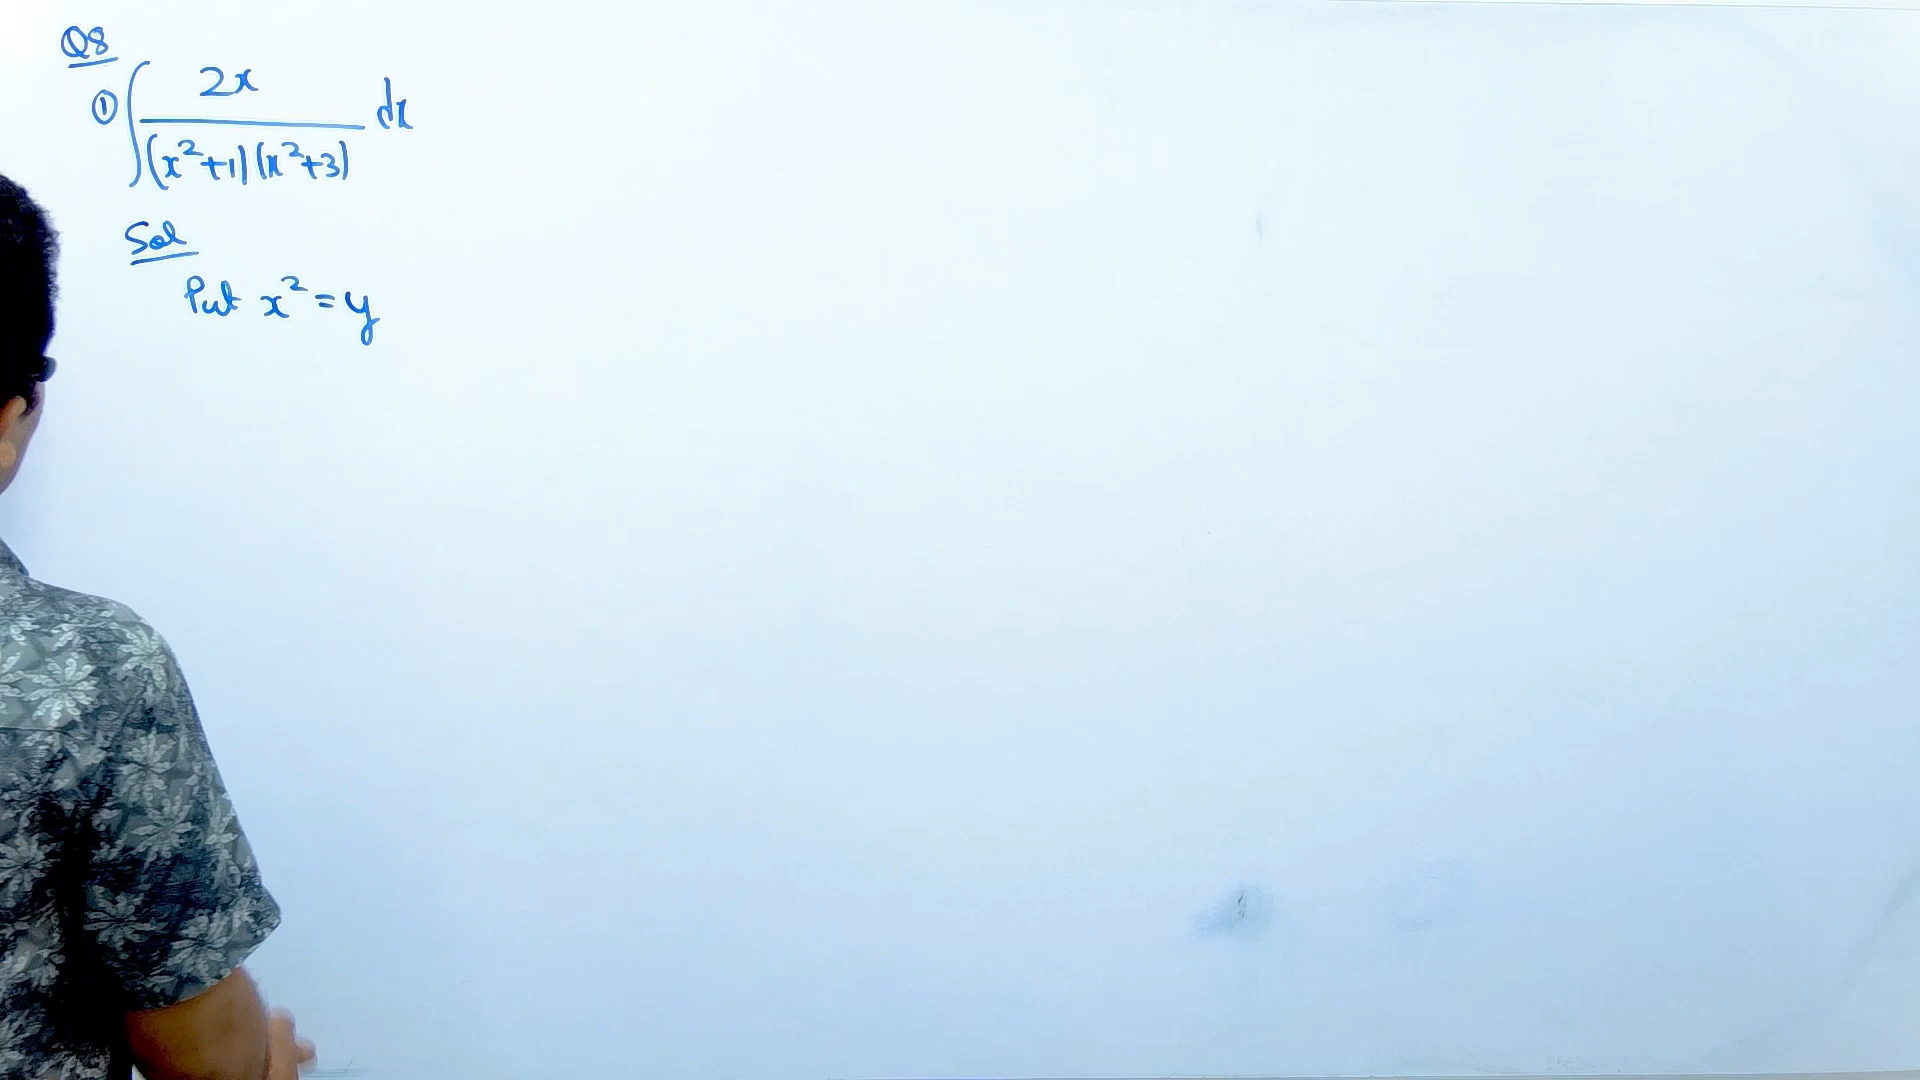 Q8
① ∫ 2x / (x²+1)(x²+3) dx
Sol
Put x² = y